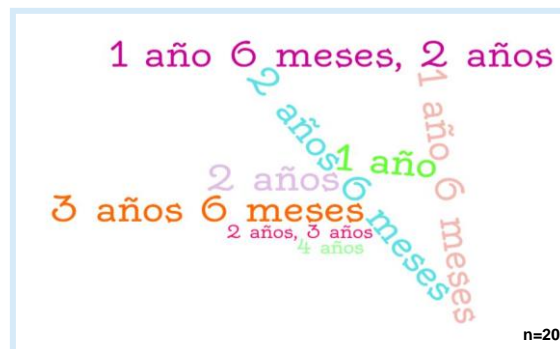 1 año 6 meses, 2 años
2 años 6 meses
1 año 6 meses
1 año
2 años
3 años 6 meses
2 años, 3 años
4 años
n=20